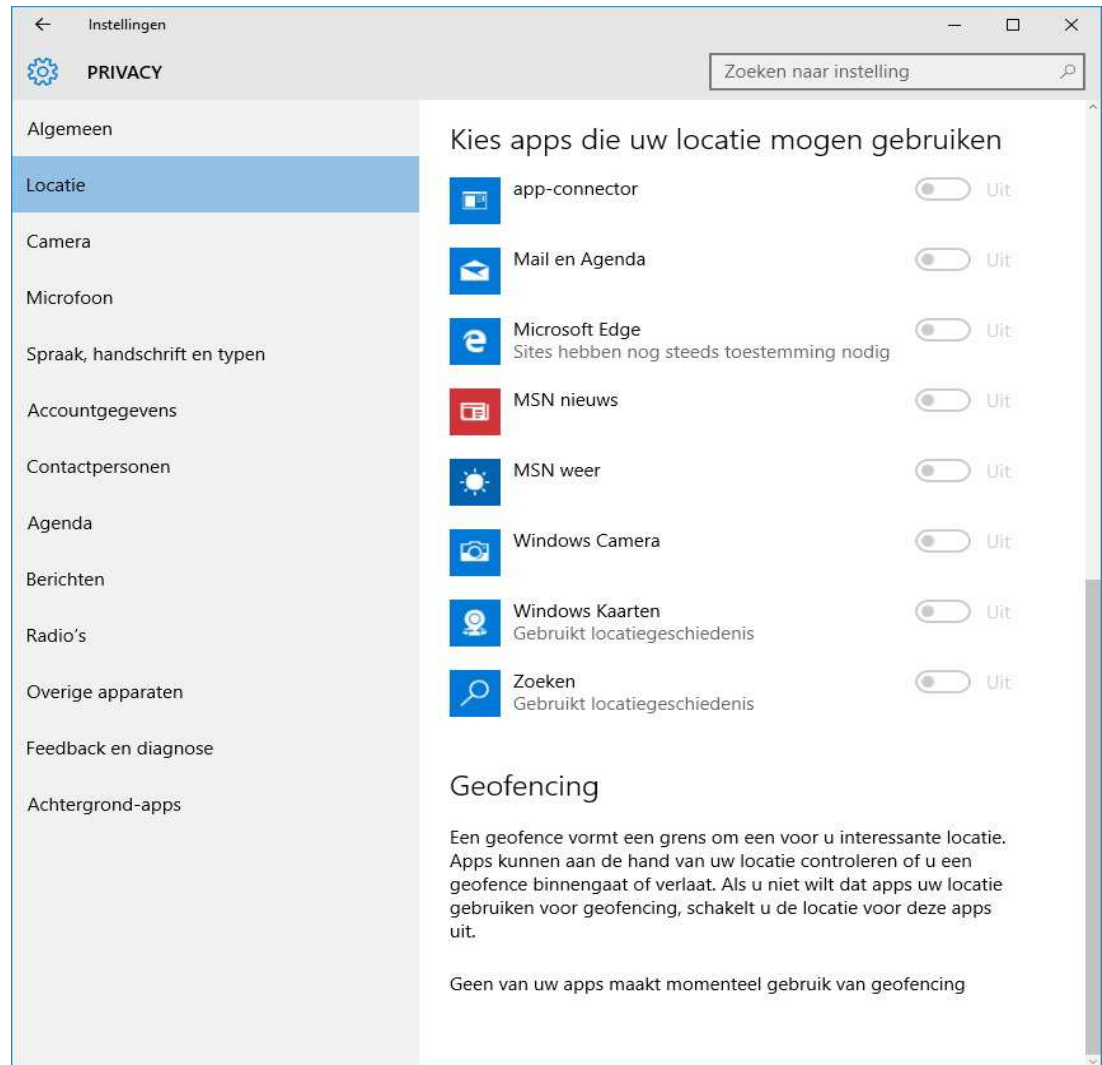 Instellingen
PRIVACY
Zoeken naar instelling
Algemeen
Locatie
Camera
Microfoon
Spraak, handschrift en typen
Accountgegevens
Contactpersonen
Agenda
Berichten
Radio's
Overige apparaten
Feedback en diagnose
Achtergrond-apps
Kies apps die uw locatie mogen gebruiken
app-connector Uit
Mail en Agenda Uit
Microsoft Edge Uit
Sites hebben nog steeds toestemming nodig
MSN nieuws Uit
MSN weer Uit
Windows Camera Uit
Windows Kaarten Uit
Gebruikt locatiegeschiedenis
Zoeken Uit
Gebruikt locatiegeschiedenis
Geofencing
Een geofence vormt een grens om een voor u interessante locatie.
Apps kunnen aan de hand van uw locatie controleren of u een
geofence binnengaat of verlaat. Als u niet wilt dat apps uw locatie
gebruiken voor geofencing, schakelt u de locatie voor deze apps
uit.
Geen van uw apps maakt momenteel gebruik van geofencing